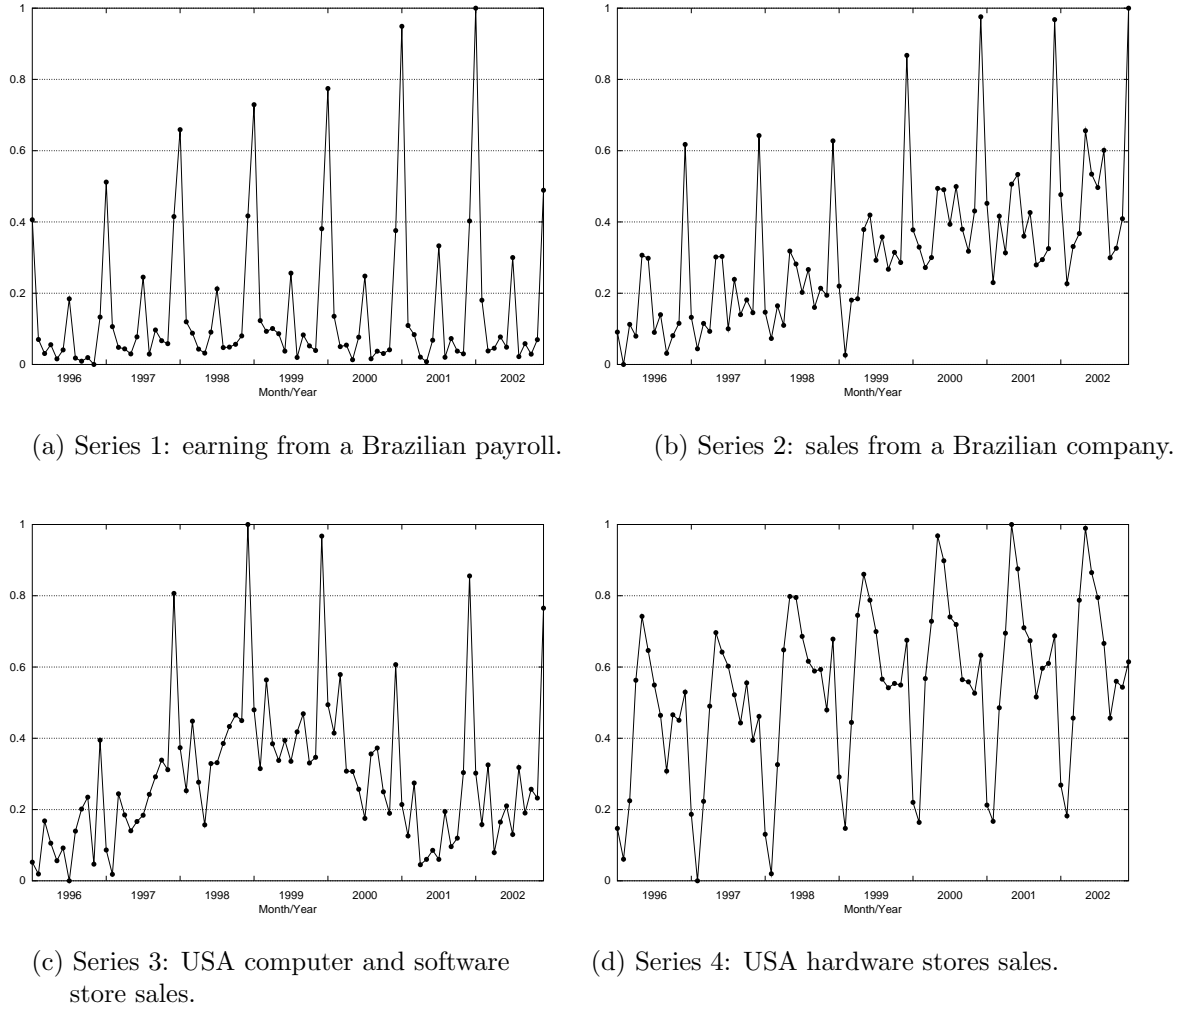 1
0.8
0.6
0.4
0.2
0
1996 1997 1998 1999 2000 2001 2002
Month/Year
(a) Series 1: earning from a Brazilian payroll.
1
0.8
0.6
0.4
0.2
0
1996 1997 1998 1999 2000 2001 2002
Month/Year
(b) Series 2: sales from a Brazilian company.
1
0.8
0.6
0.4
0.2
0
1996 1997 1998 1999 2000 2001 2002
Month/Year
(c) Series 3: USA computer and software
store sales.
1
0.8
0.6
0.4
0.2
0
1996 1997 1998 1999 2000 2001 2002
Month/Year
(d) Series 4: USA hardware stores sales.